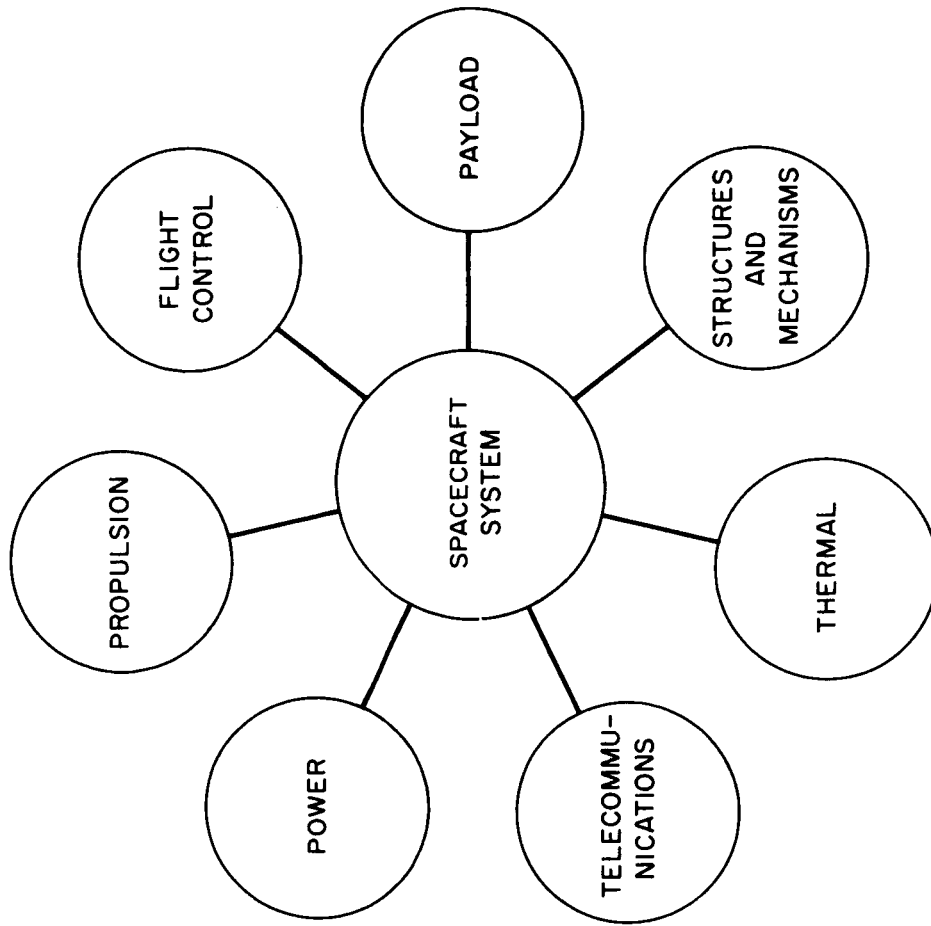 PROPULSION
FLIGHT
CONTROL
POWER
SPACECRAFT
SYSTEM
PAYLOAD
TELECOMMU-
NICATIONS
STRUCTURES
AND
MECHANISMS
THERMAL